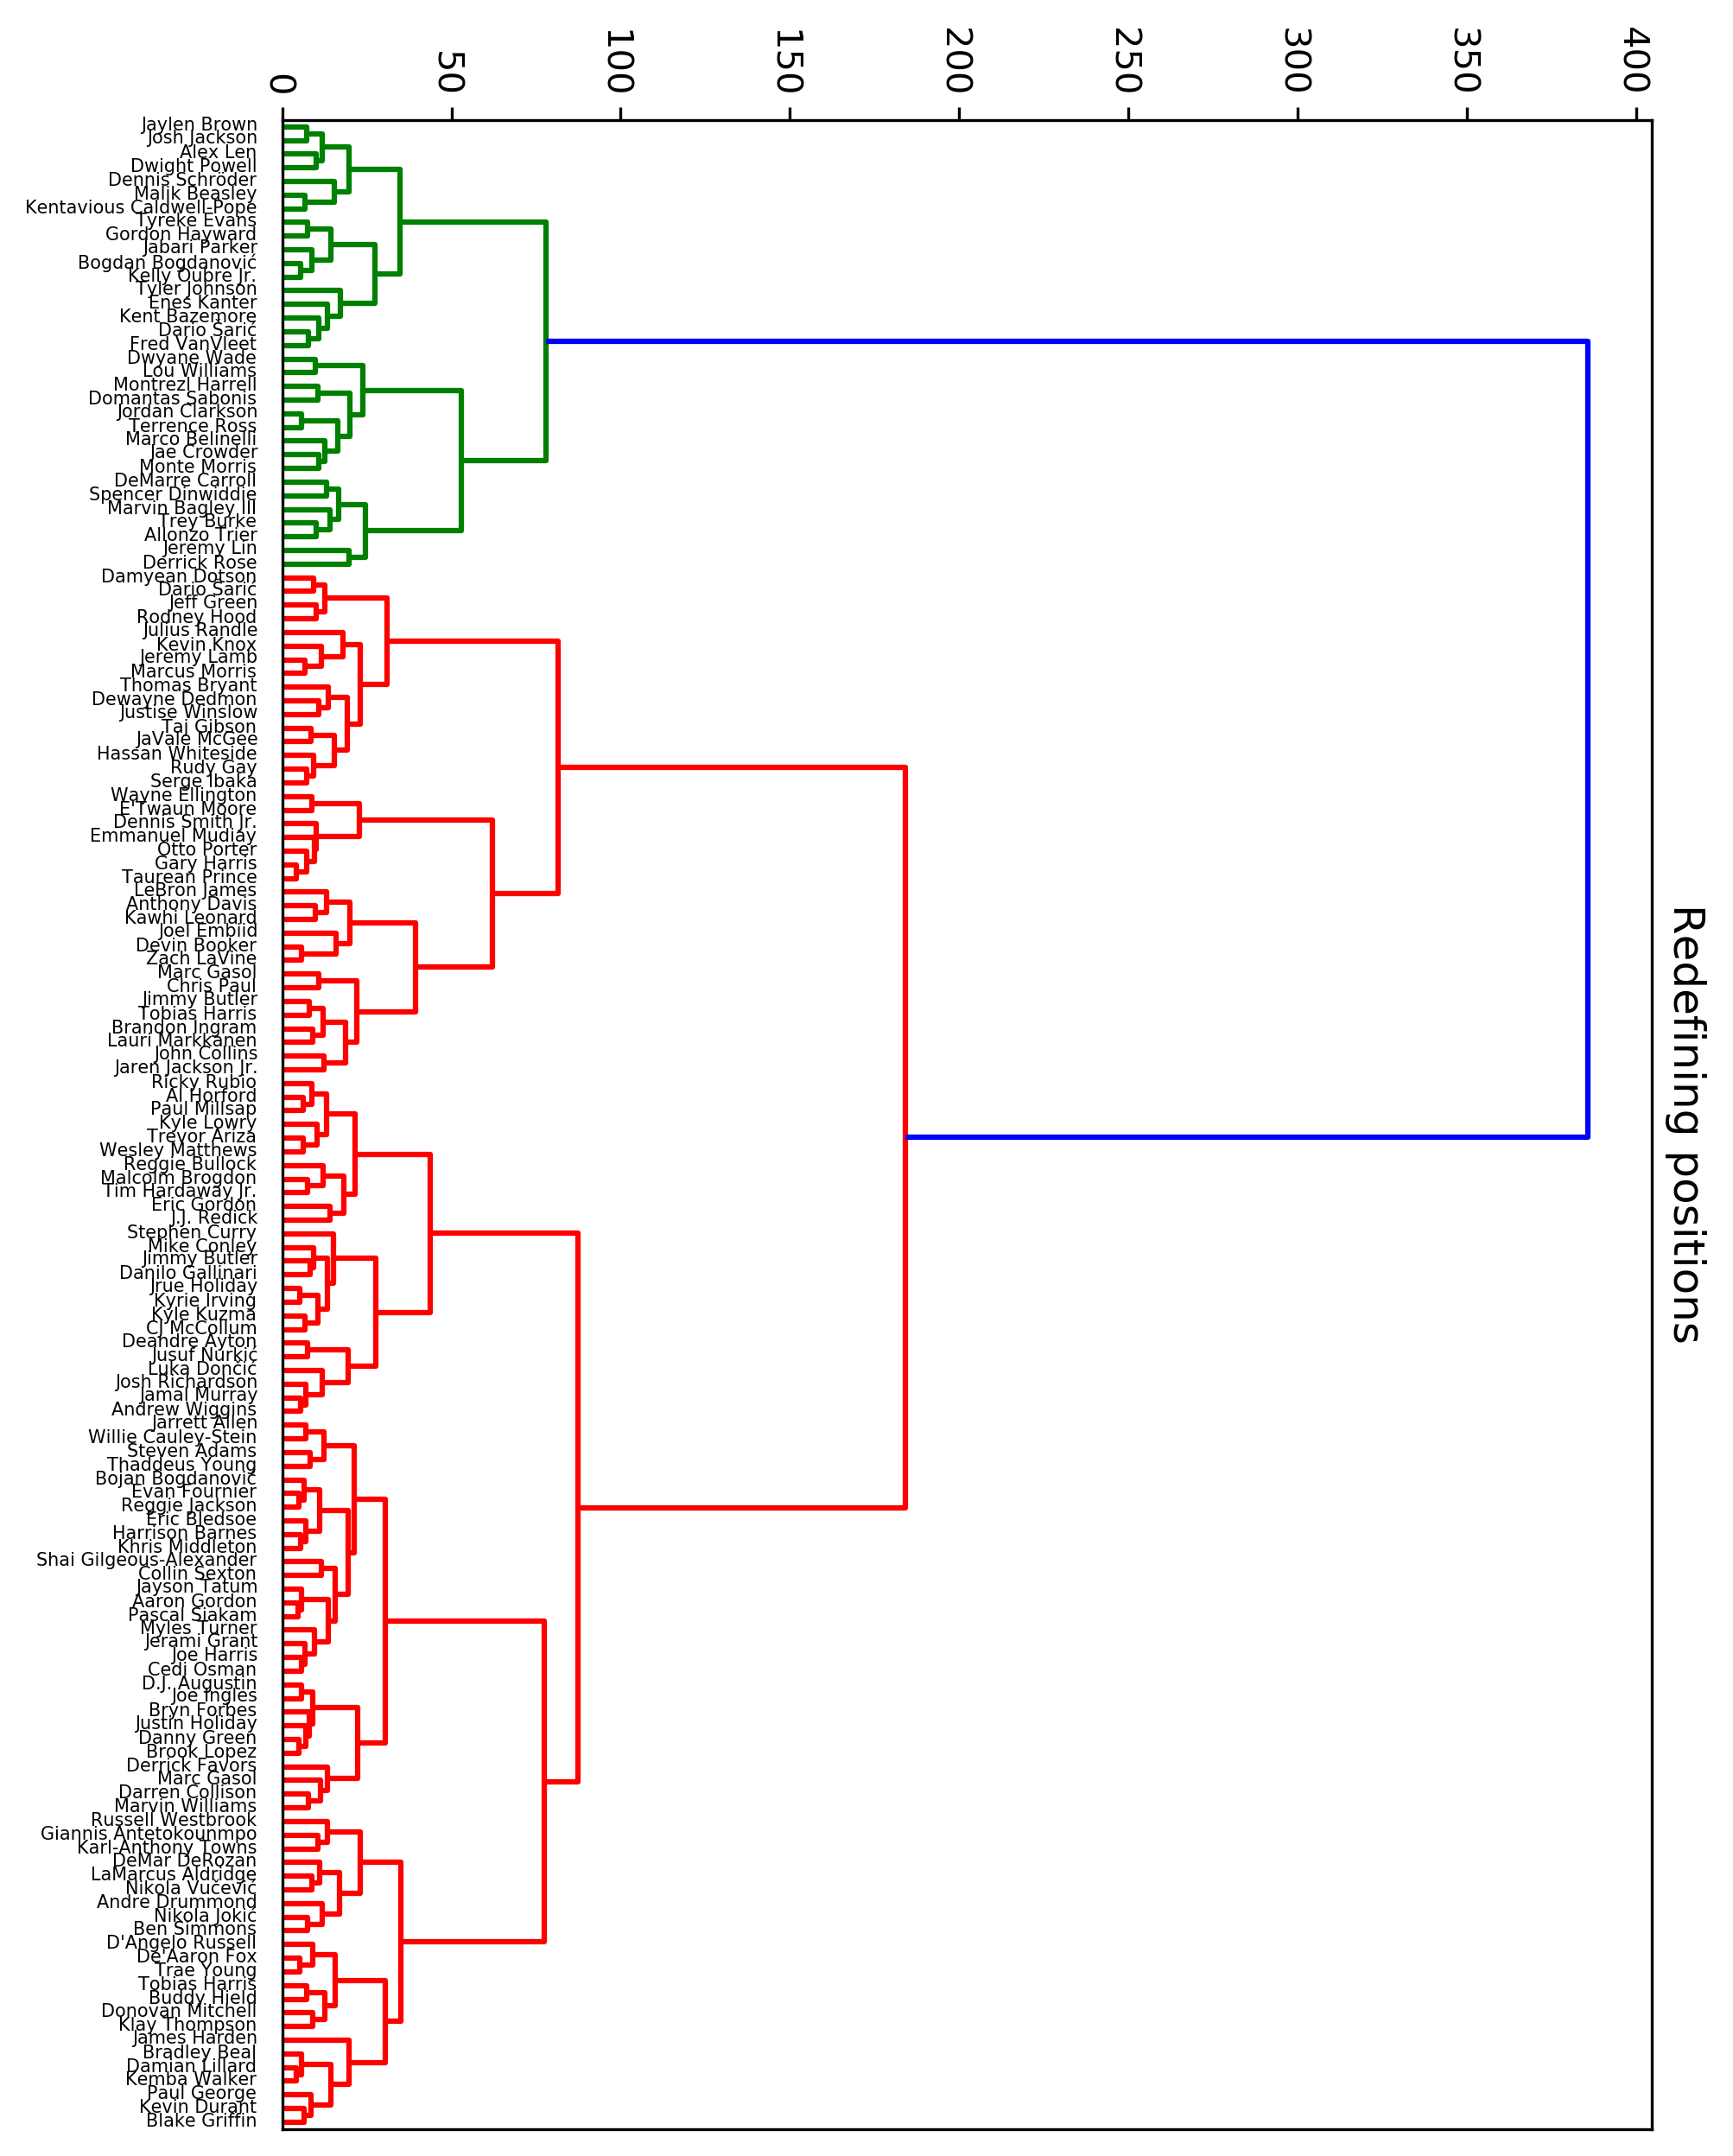 0
50
100
150
200
250
300
350
400
Jaylen Brown
Josh Jackson
Alex Len
Dwight Powell
Dennis Schröder
Malik Beasley
Kentavious Caldwell-Pope
Tyreke Evans
Gordon Hayward
Jabari Parker
Bogdan Bogdanović
Kelly Oubre Jr.
Tyler Johnson
Enes Kanter
Kent Bazemore
Dario Šarić
Fred VanVleet
Dwyane Wade
Lou Williams
Montrezl Harrell
Domantas Sabonis
Jordan Clarkson
Terrence Ross
Marco Belinelli
Jae Crowder
Monte Morris
DeMarre Carroll
Spencer Dinwiddie
Marvin Bagley III
Trey Burke
Allonzo Trier
Jeremy Lin
Derrick Rose
Damyean Dotson
Dario Šarić
Jeff Green
Rodney Hood
Julius Randle
Kevin Knox
Jeremy Lamb
Marcus Morris
Thomas Bryant
Dewayne Dedmon
Justise Winslow
Taj Gibson
JaVale McGee
Hassan Whiteside
Rudy Gay
Serge Ibaka
Wayne Ellington
E'Twaun Moore
Dennis Smith Jr.
Emmanuel Mudiay
Otto Porter
Gary Harris
Taurean Prince
LeBron James
Anthony Davis
Kawhi Leonard
Joel Embiid
Devin Booker
Zach LaVine
Marc Gasol
Chris Paul
Jimmy Butler
Tobias Harris
Brandon Ingram
Lauri Markkanen
John Collins
Jaren Jackson Jr.
Ricky Rubio
Al Horford
Paul Millsap
Kyle Lowry
Trevor Ariza
Wesley Matthews
Reggie Bullock
Malcolm Brogdon
Tim Hardaway Jr.
Eric Gordon
J.J. Redick
Stephen Curry
Mike Conley
Jimmy Butler
Danilo Gallinari
Jrue Holiday
Kyrie Irving
Kyle Kuzma
CJ McCollum
Deandre Ayton
Jusuf Nurkić
Luka Dončić
Josh Richardson
Jamal Murray
Andrew Wiggins
Jarrett Allen
Willie Cauley-Stein
Steven Adams
Thaddeus Young
Bojan Bogdanović
Evan Fournier
Reggie Jackson
Eric Bledsoe
Harrison Barnes
Khris Middleton
Shai Gilgeous-Alexander
Collin Sexton
Jayson Tatum
Aaron Gordon
Pascal Siakam
Myles Turner
Jerami Grant
Joe Harris
Cedi Osman
D.J. Augustin
Joe Ingles
Bryn Forbes
Justin Holiday
Danny Green
Brook Lopez
Derrick Favors
Marc Gasol
Darren Collison
Marvin Williams
Russell Westbrook
Giannis Antetokounmpo
Karl-Anthony Towns
DeMar DeRozan
LaMarcus Aldridge
Nikola Vučević
Andre Drummond
Nikola Jokić
Ben Simmons
D'Angelo Russell
De'Aaron Fox
Trae Young
Tobias Harris
Buddy Hield
Donovan Mitchell
Klay Thompson
James Harden
Bradley Beal
Damian Lillard
Kemba Walker
Paul George
Kevin Durant
Blake Griffin
Redefining positions